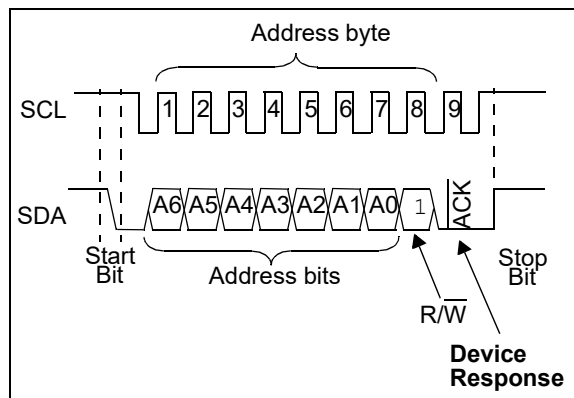 Address byte
SCL 1 2 3 4 5 6 7 8 9
SDA A6 A5 A4 A3 A2 A1 A0 1 ACK
Start
Bit
Address bits
Stop
Bit
R/W
Device
Response